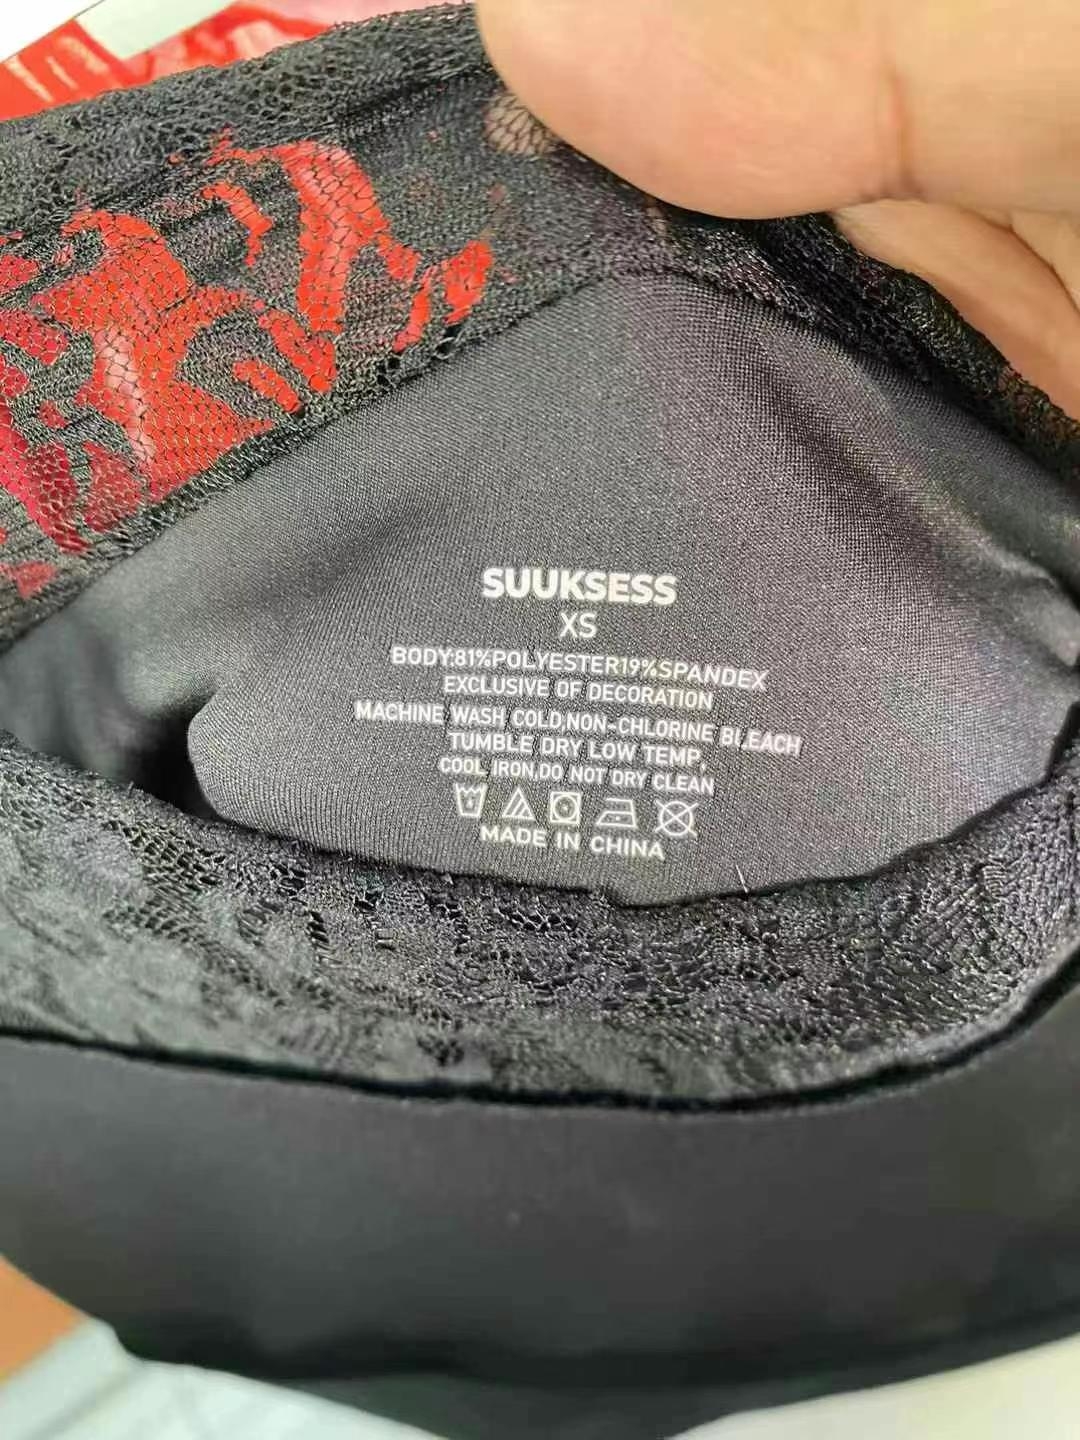 SUUKSESS
XS
BODY:81%POLYESTER19%SPANDEX
EXCLUSIVE OF DECORATION
MACHINE WASH COLD,NON-CHLORINE BLEACH
TUMBLE DRY LOW TEMP,
COOL IRON,DO NOT DRY CLEAN
MADE IN CHINA